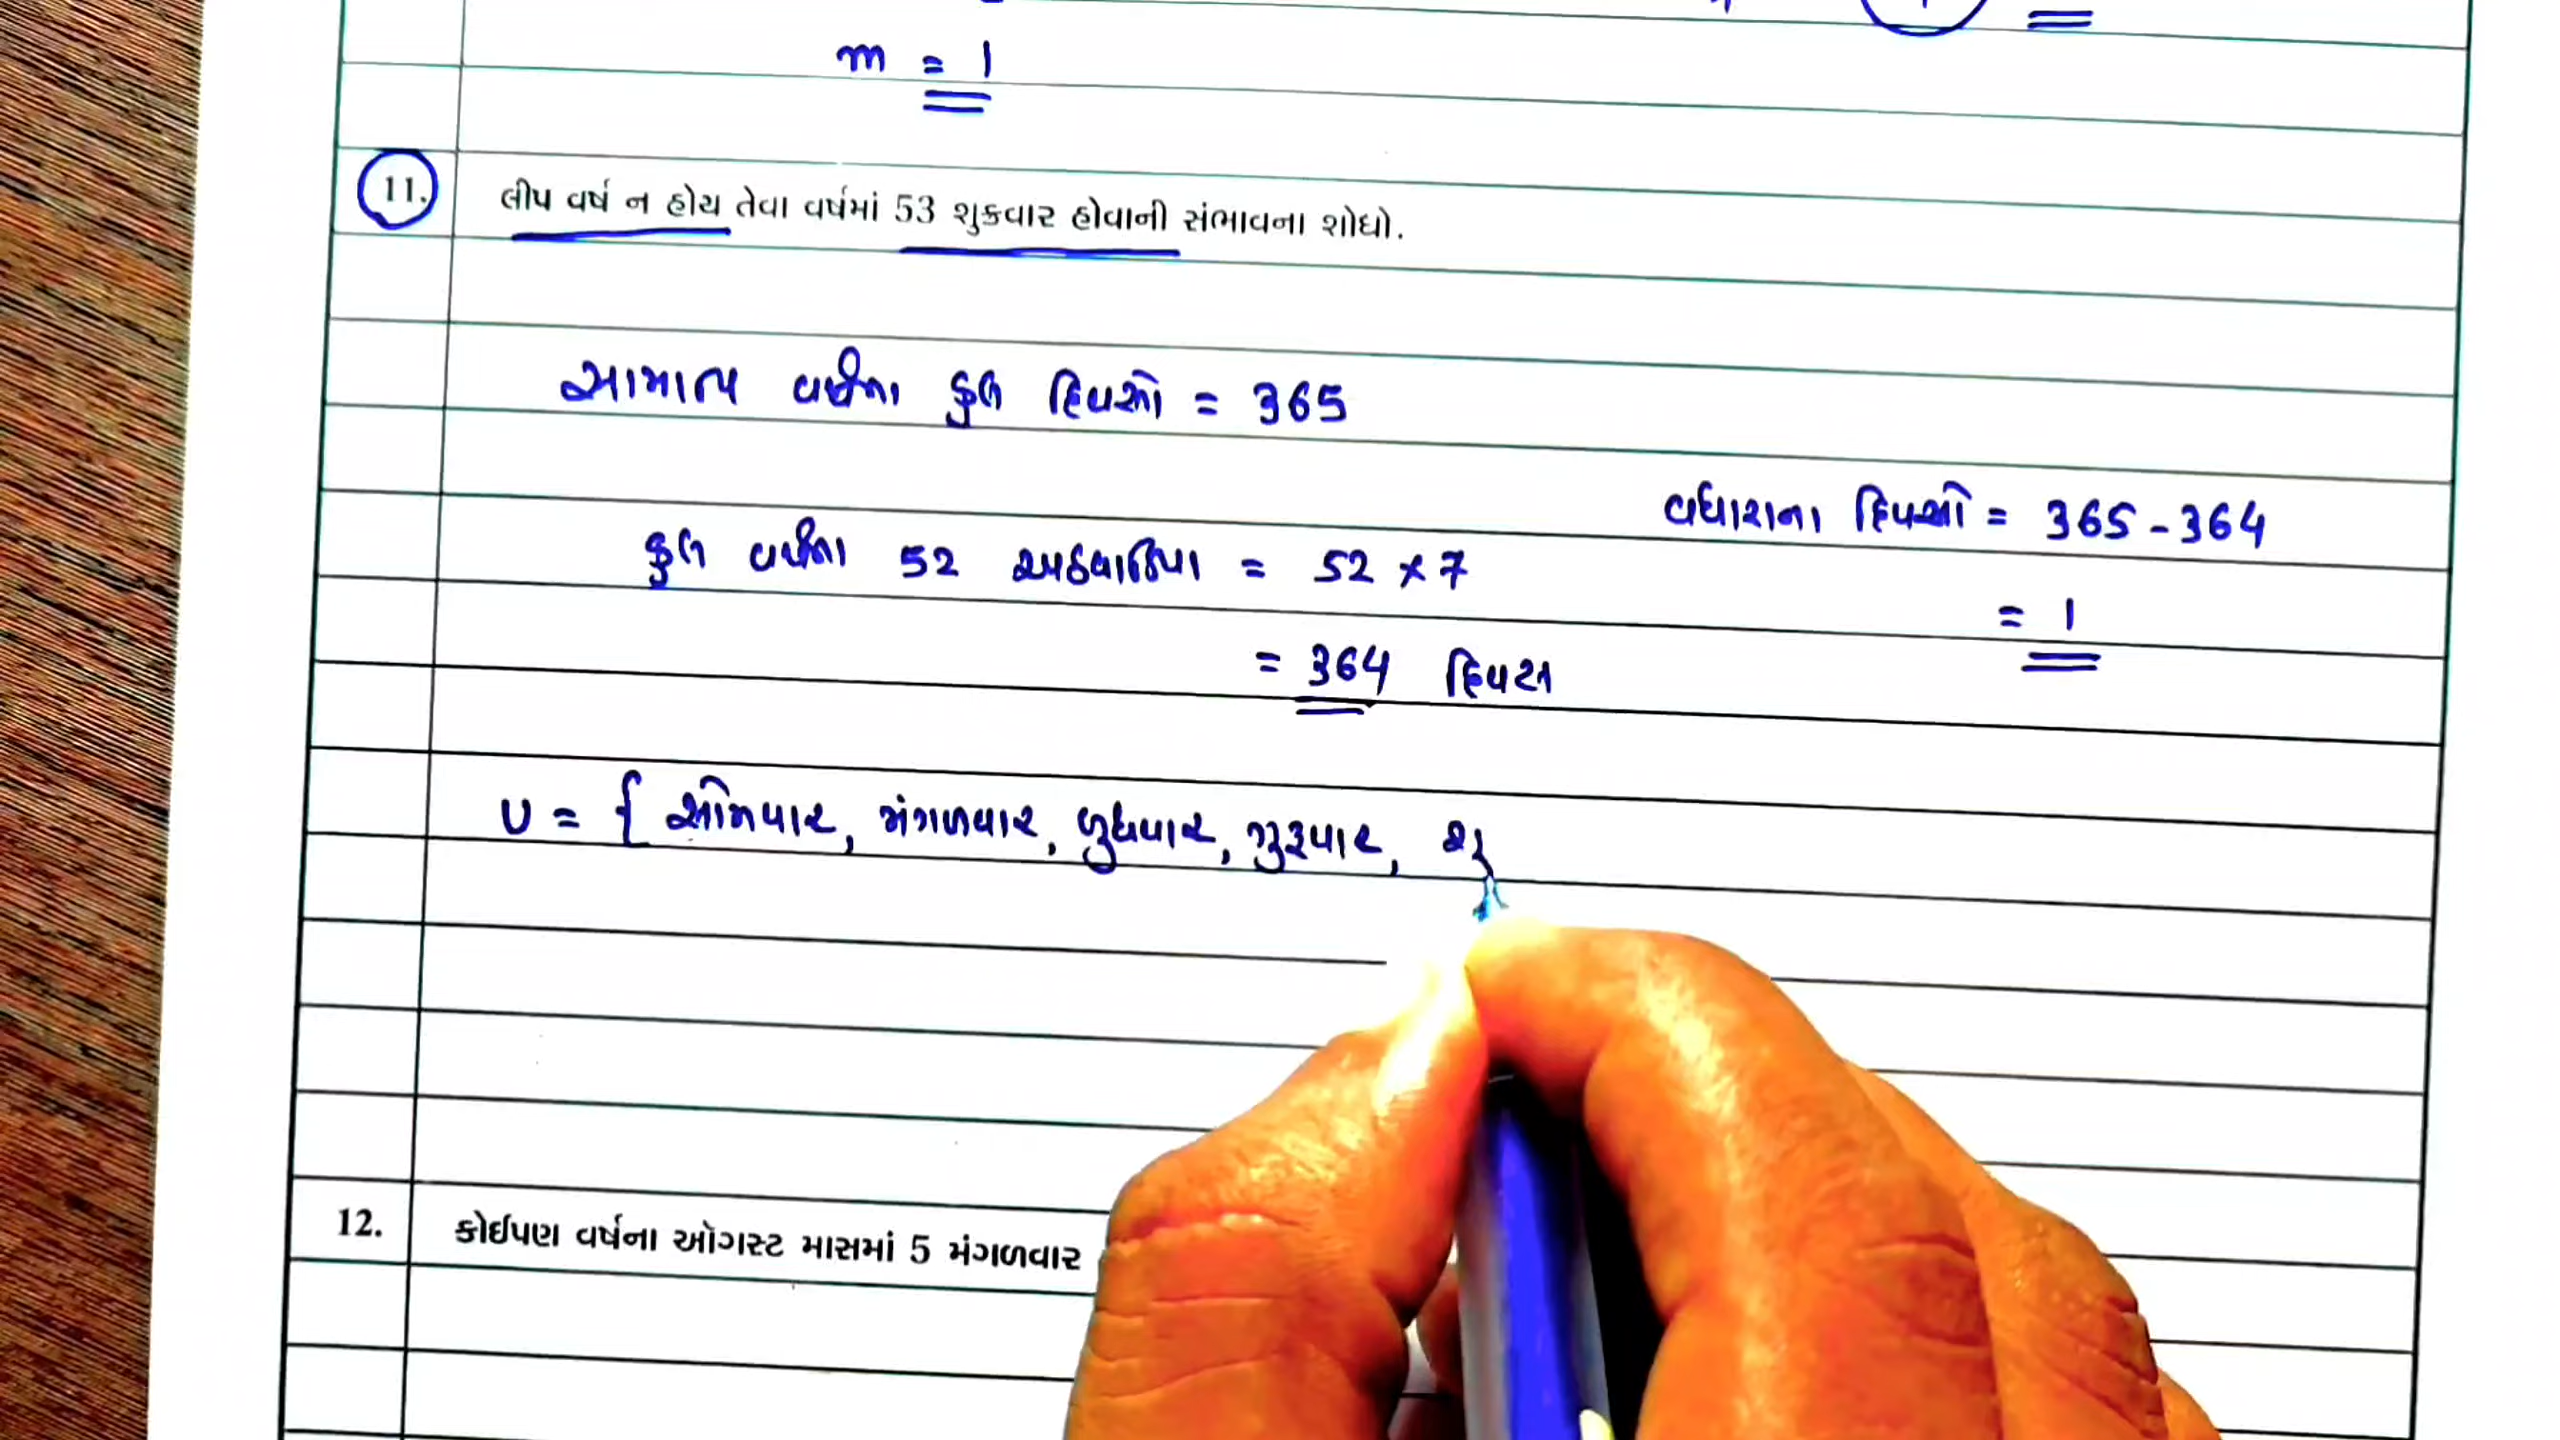 m = 1
11. લીપ વર્ષ ન હોય તેવા વર્ષમાં 53 શુક્રવાર હોવાની સંભાવના શોધો.
સામાન્ય વર્ષના કુલ દિવસો = 365
વધારાના દિવસો = 365 - 364
કુલ વર્ષના 52 અઠવાડિયા = 52 × 7
= 1
= 364 દિવસ
U = { સોમવાર, મંગળવાર, બુધવાર, ગુરૂવાર, શુ
12. કોઈપણ વર્ષના ઑગસ્ટ માસમાં 5 મંગળવાર